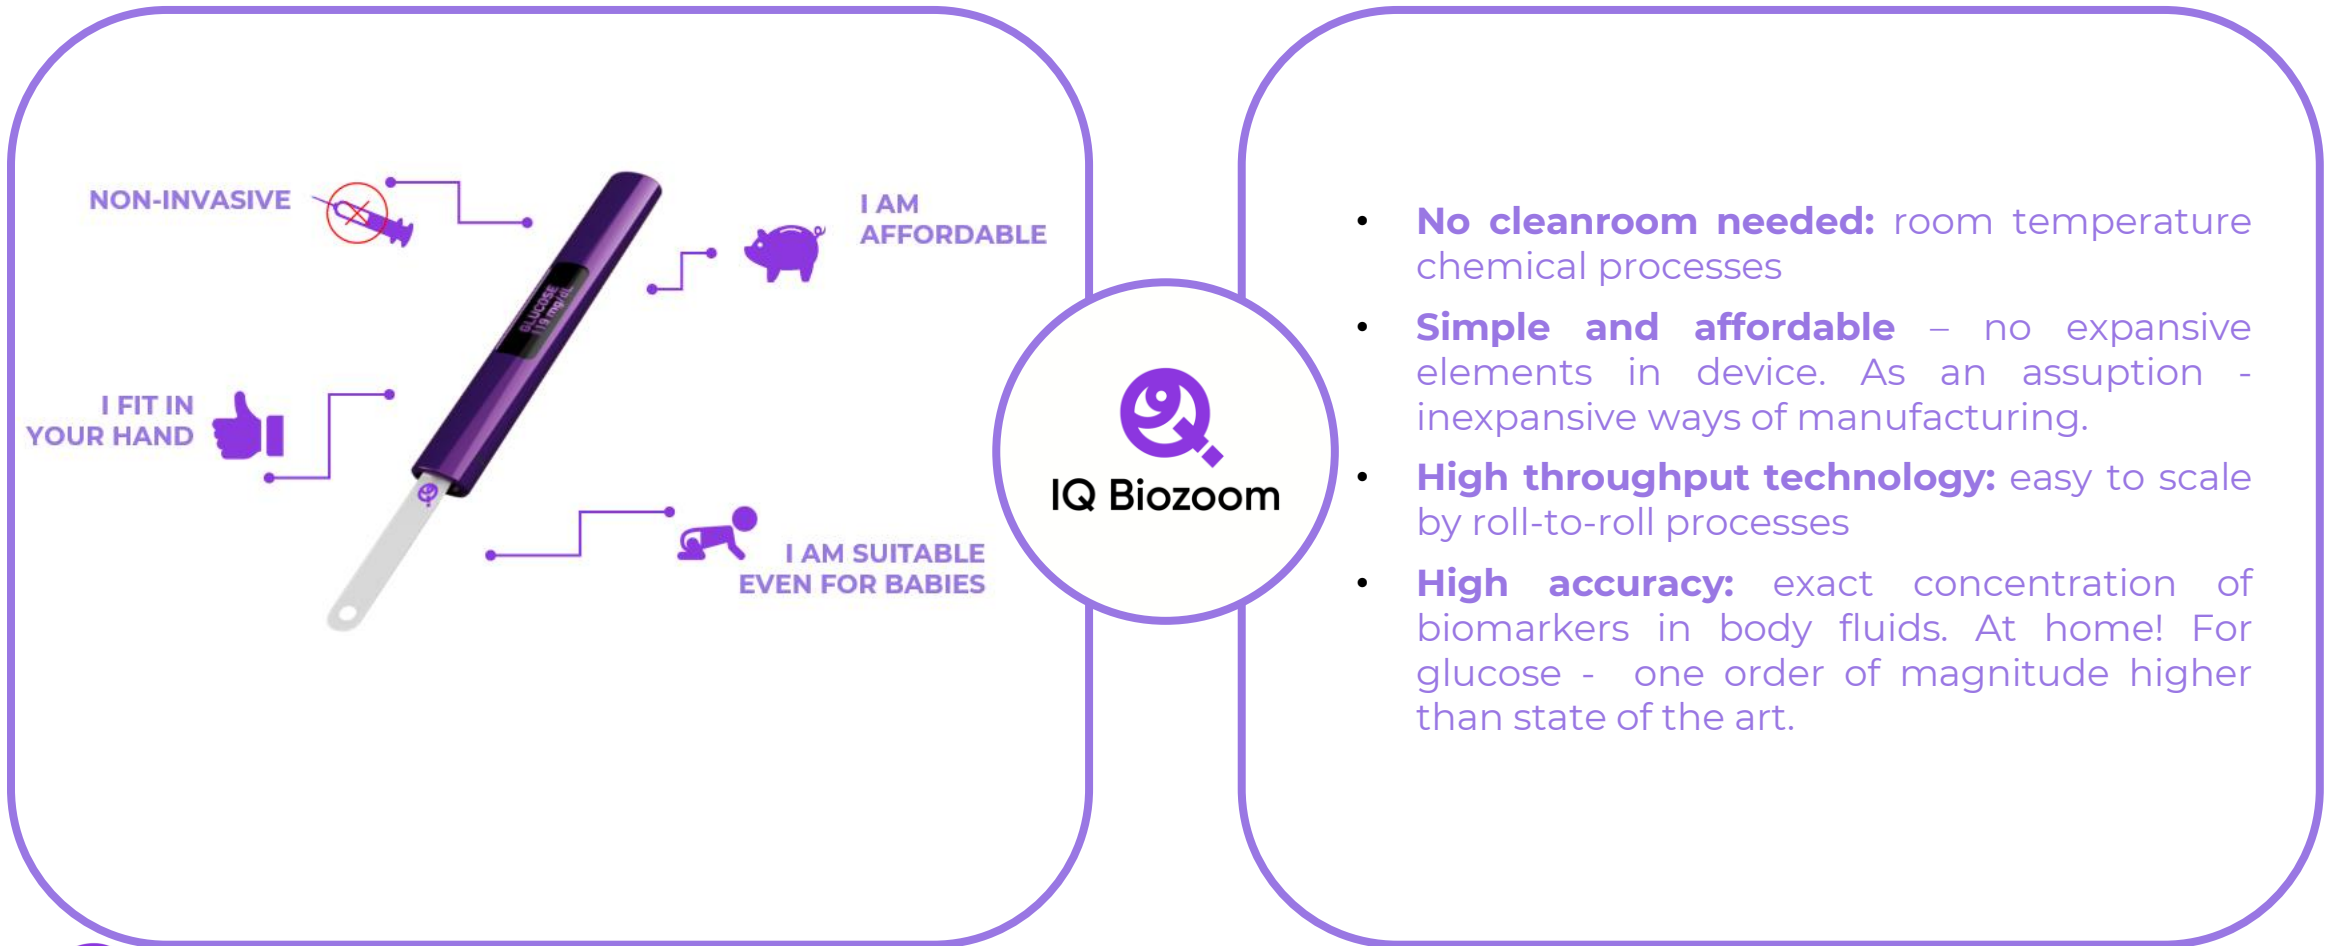 NON-INVASIVE
I AM
AFFORDABLE
GLUCOSE
119 mg/dL
I FIT IN
YOUR HAND
I AM SUITABLE
EVEN FOR BABIES
IQ Biozoom
• No cleanroom needed: room temperature
chemical processes
• Simple and affordable – no expansive
elements in device. As an assuption -
inexpansive ways of manufacturing.
• High throughput technology: easy to scale
by roll-to-roll processes
• High accuracy: exact concentration of
biomarkers in body fluids. At home! For
glucose - one order of magnitude higher
than state of the art.